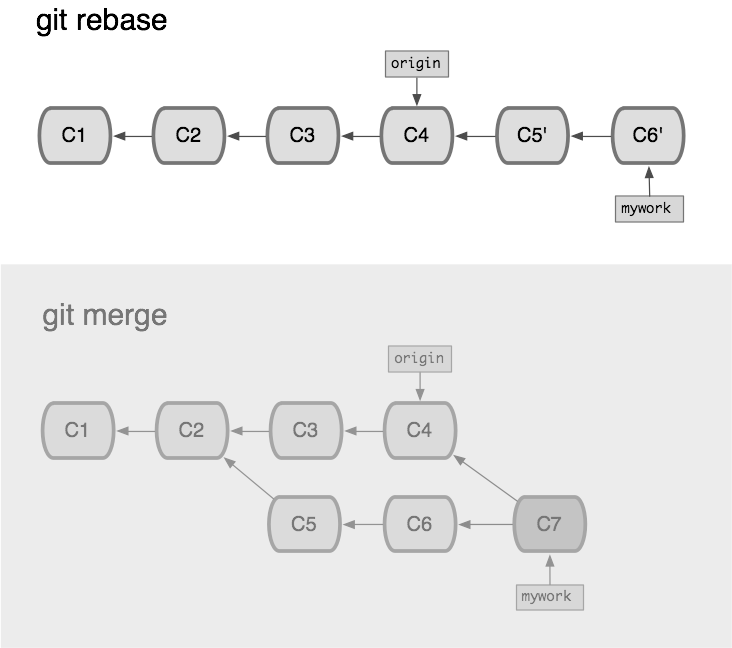 git rebase
origin
C1 C2 C3 C4 C5' C6'
mywork
git merge
origin
C1 C2 C3 C4
C5 C6 C7
mywork